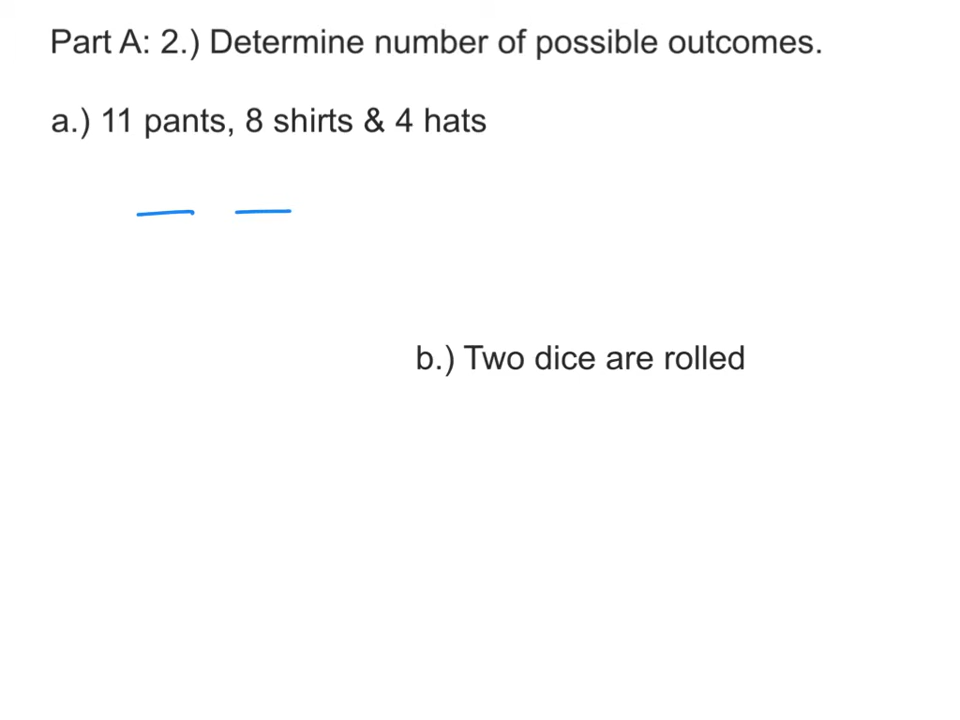 Part A: 2.) Determine number of possible outcomes.
a.) 11 pants, 8 shirts & 4 hats
b.) Two dice are rolled